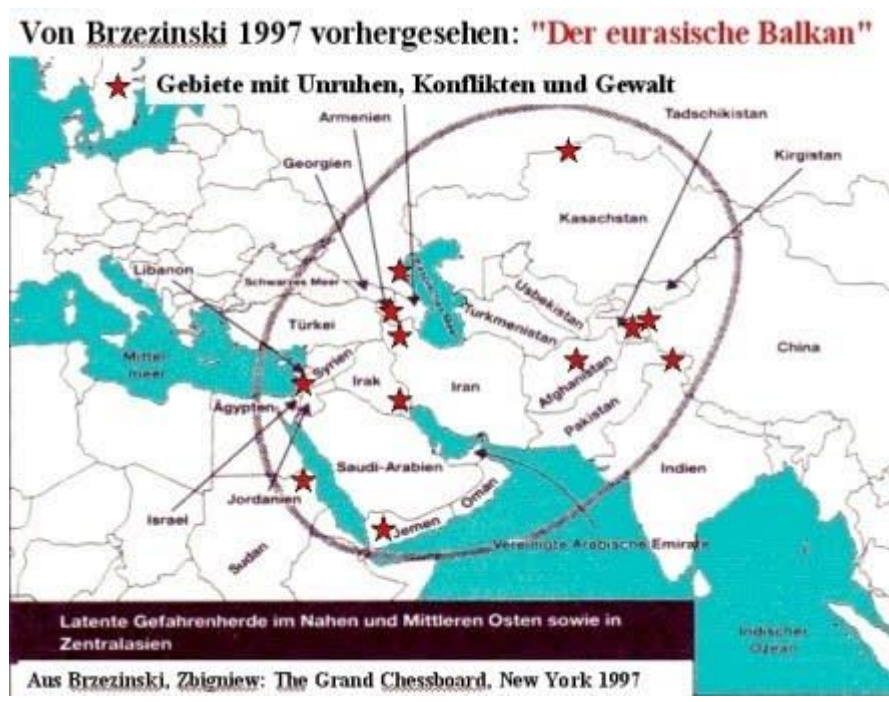 Von Brzezinski 1997 vorhergesehen: "Der eurasische Balkan"
Gebiete mit Unruhen, Konflikten und Gewalt
Armenien
Tadschikistan
Georgien
Kirgistan
Kasachstan
Libanon
Schwarzes Meer
Usbekistan
Turkmenistan
Türkei
China
Mittel-
meer
Syrien
Irak
Iran
Afghanistan
Ägypten
Pakistan
Saudi-Arabien
Indien
Jordanien
Oman
Israel
Jemen
Vereinigte Arabische Emirate
Sudan
Latente Gefahrenherde im Nahen und Mittleren Osten sowie in
Zentralasien
Indischer
Ozean
Aus Brzezinski, Zbigniew: The Grand Chessboard, New York 1997